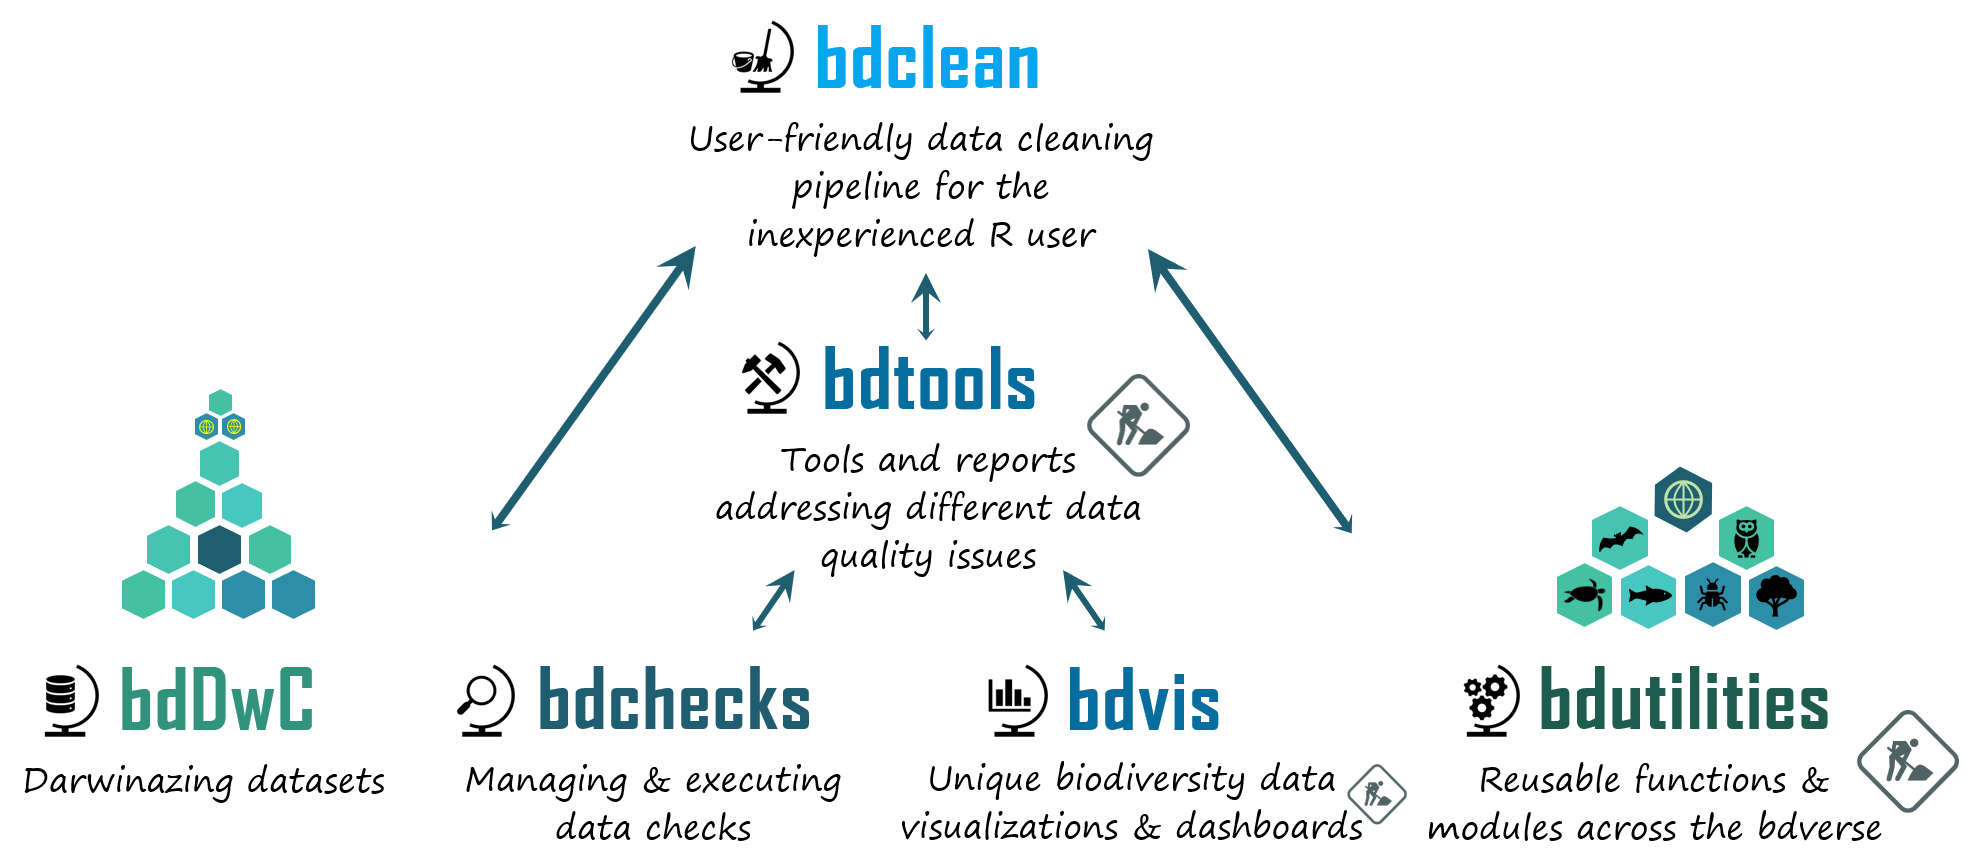 bdclean
User-friendly data cleaning
pipeline for the
inexperienced R user
bdtools
Tools and reports
addressing different data
quality issues
bdDwC
Darwinazing datasets
bdchecks
Managing & executing
data checks
bdvis
Unique biodiversity data
visualizations & dashboards
bdutilities
Reusable functions &
modules across the bdverse